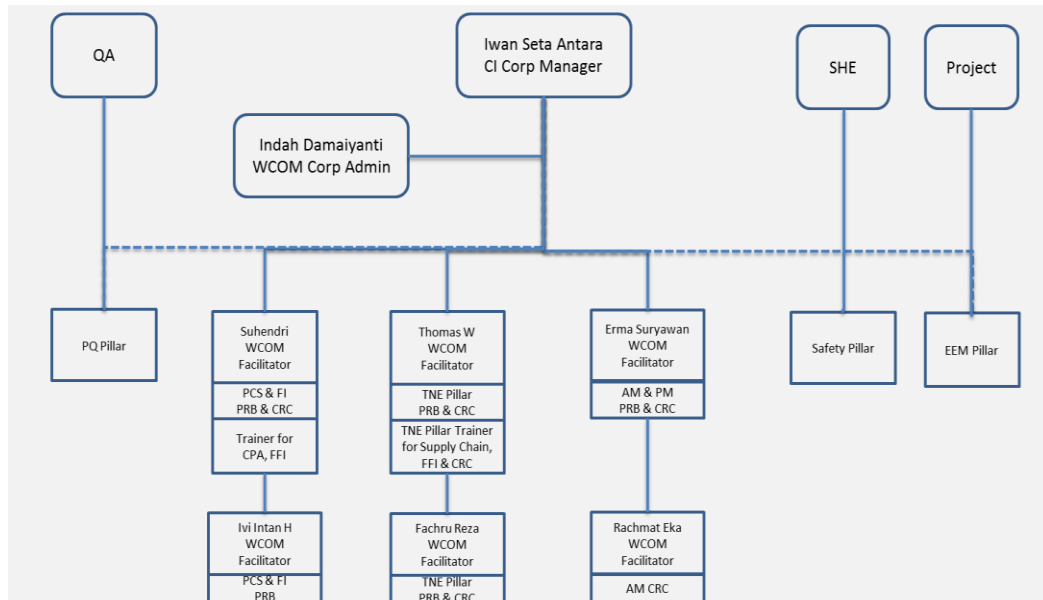 QA
Iwan Seta Antara
CI Corp Manager
SHE
Project
Indah Damaiyanti
WCOM Corp Admin
PQ Pillar
Suhendri
WCOM
Facilitator
PCS & FI
PRB & CRC
Trainer for
CPA, FFI
Thomas W
WCOM
Facilitator
TNE Pillar
PRB & CRC
TNE Pillar Trainer
for Supply Chain,
FFI & CRC
Erma Suryawan
WCOM
Facilitator
AM & PM
PRB & CRC
Safety Pillar
EEM Pillar
Ivi Intan H
WCOM
Facilitator
PCS & FI
PRB
Fachru Reza
WCOM
Facilitator
TNE Pillar
PRB & CRC
Rachmat Eka
WCOM
Facilitator
AM CRC